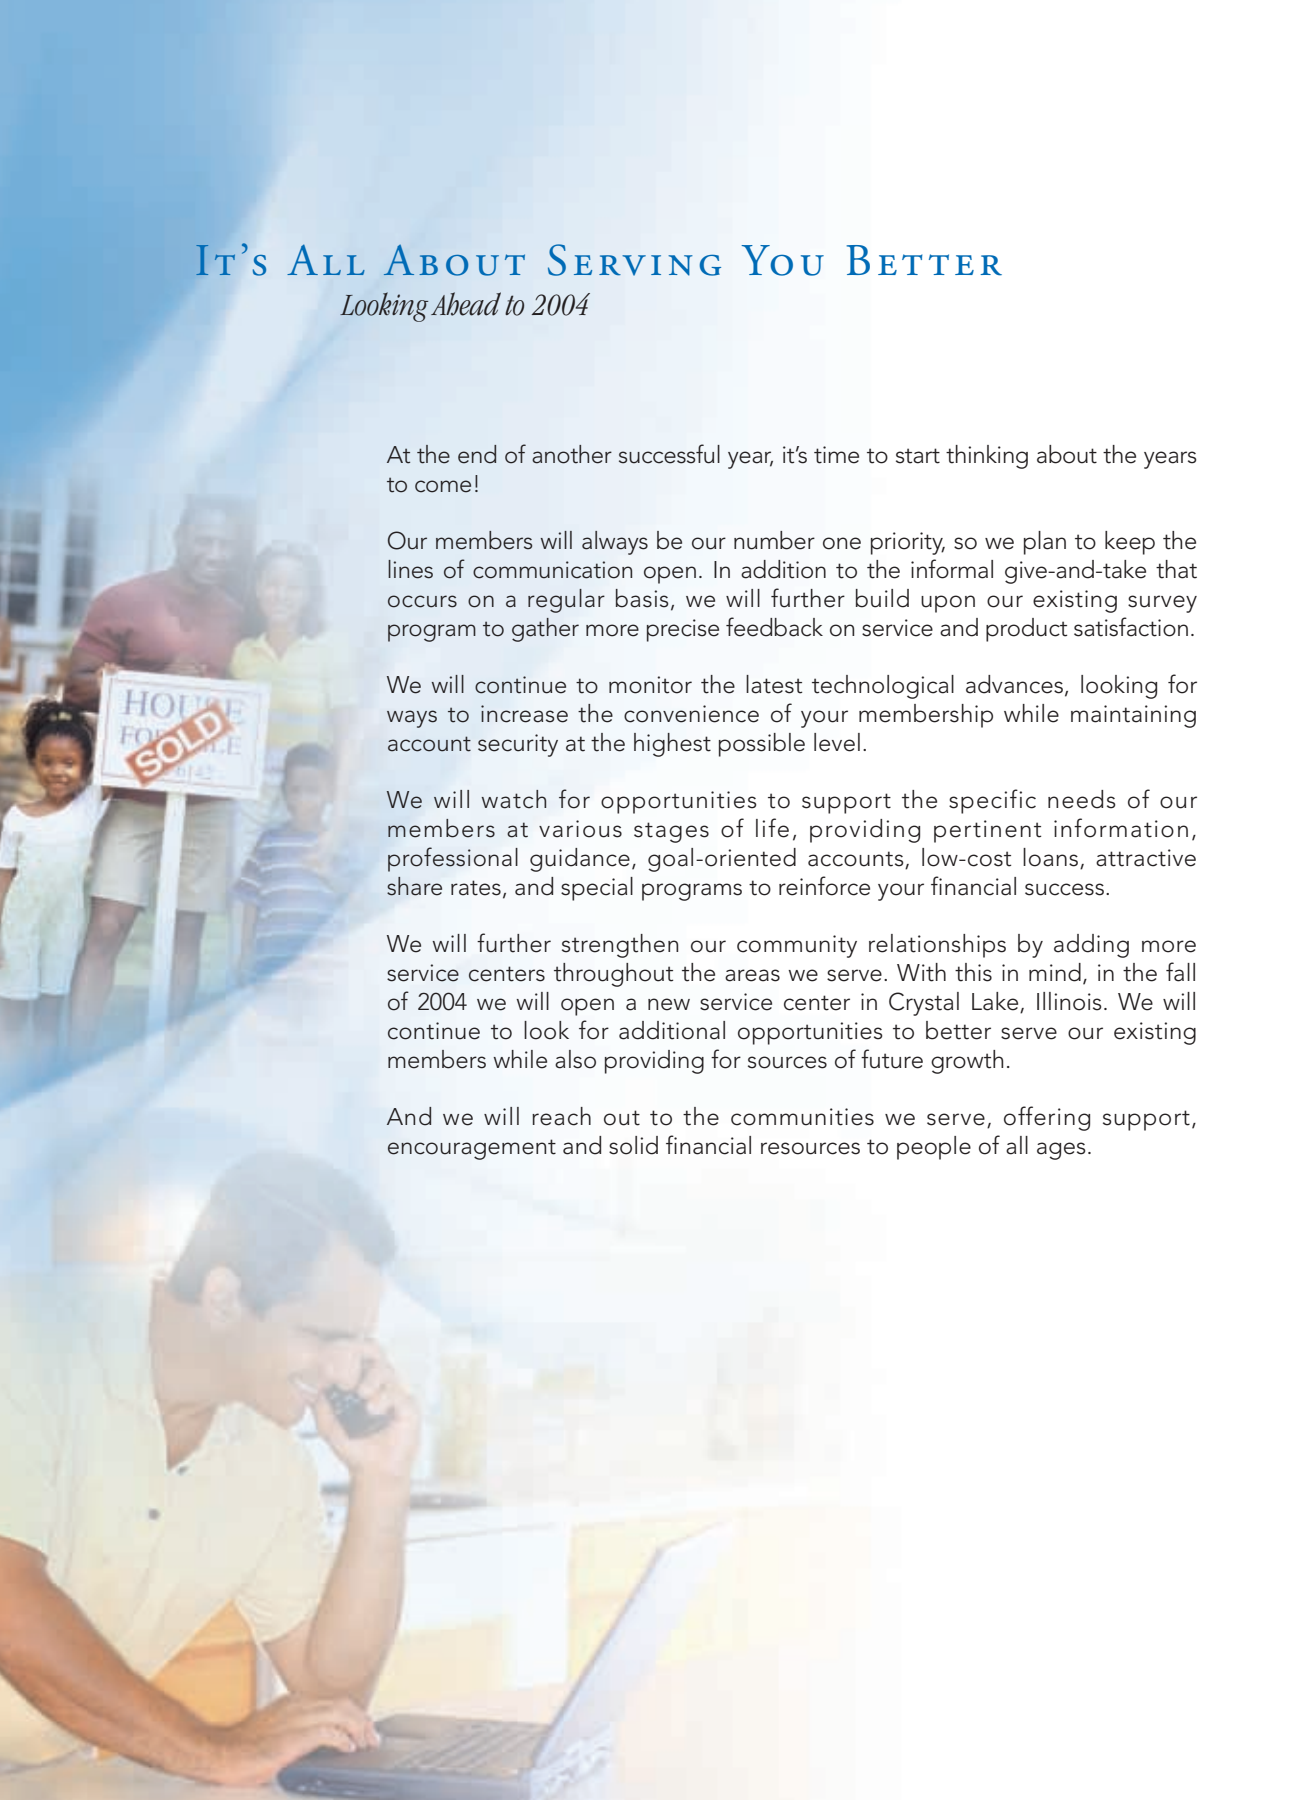 It's All About Serving You Better
Looking Ahead to 2004
At the end of another successful year, it's time to start thinking about the years
to come!
Our members will always be our number one priority, so we plan to keep the
lines of communication open. In addition to the informal give-and-take that
occurs on a regular basis, we will further build upon our existing survey
program to gather more precise feedback on service and product satisfaction.
We will continue to monitor the latest technological advances, looking for
ways to increase the convenience of your membership while maintaining
account security at the highest possible level.
We will watch for opportunities to support the specific needs of our
members at various stages of life, providing pertinent information,
professional guidance, goal-oriented accounts, low-cost loans, attractive
share rates, and special programs to reinforce your financial success.
We will further strengthen our community relationships by adding more
service centers throughout the areas we serve. With this in mind, in the fall
of 2004 we will open a new service center in Crystal Lake, Illinois. We will
continue to look for additional opportunities to better serve our existing
members while also providing for sources of future growth.
And we will reach out to the communities we serve, offering support,
encouragement and solid financial resources to people of all ages.
HOUSE
SOLD